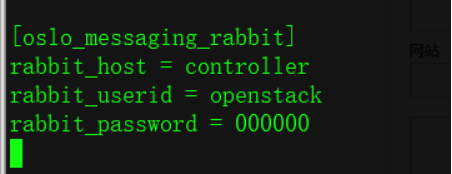 [oslo_messaging_rabbit]
rabbit_host = controller
rabbit_userid = openstack
rabbit_password = 000000
网站